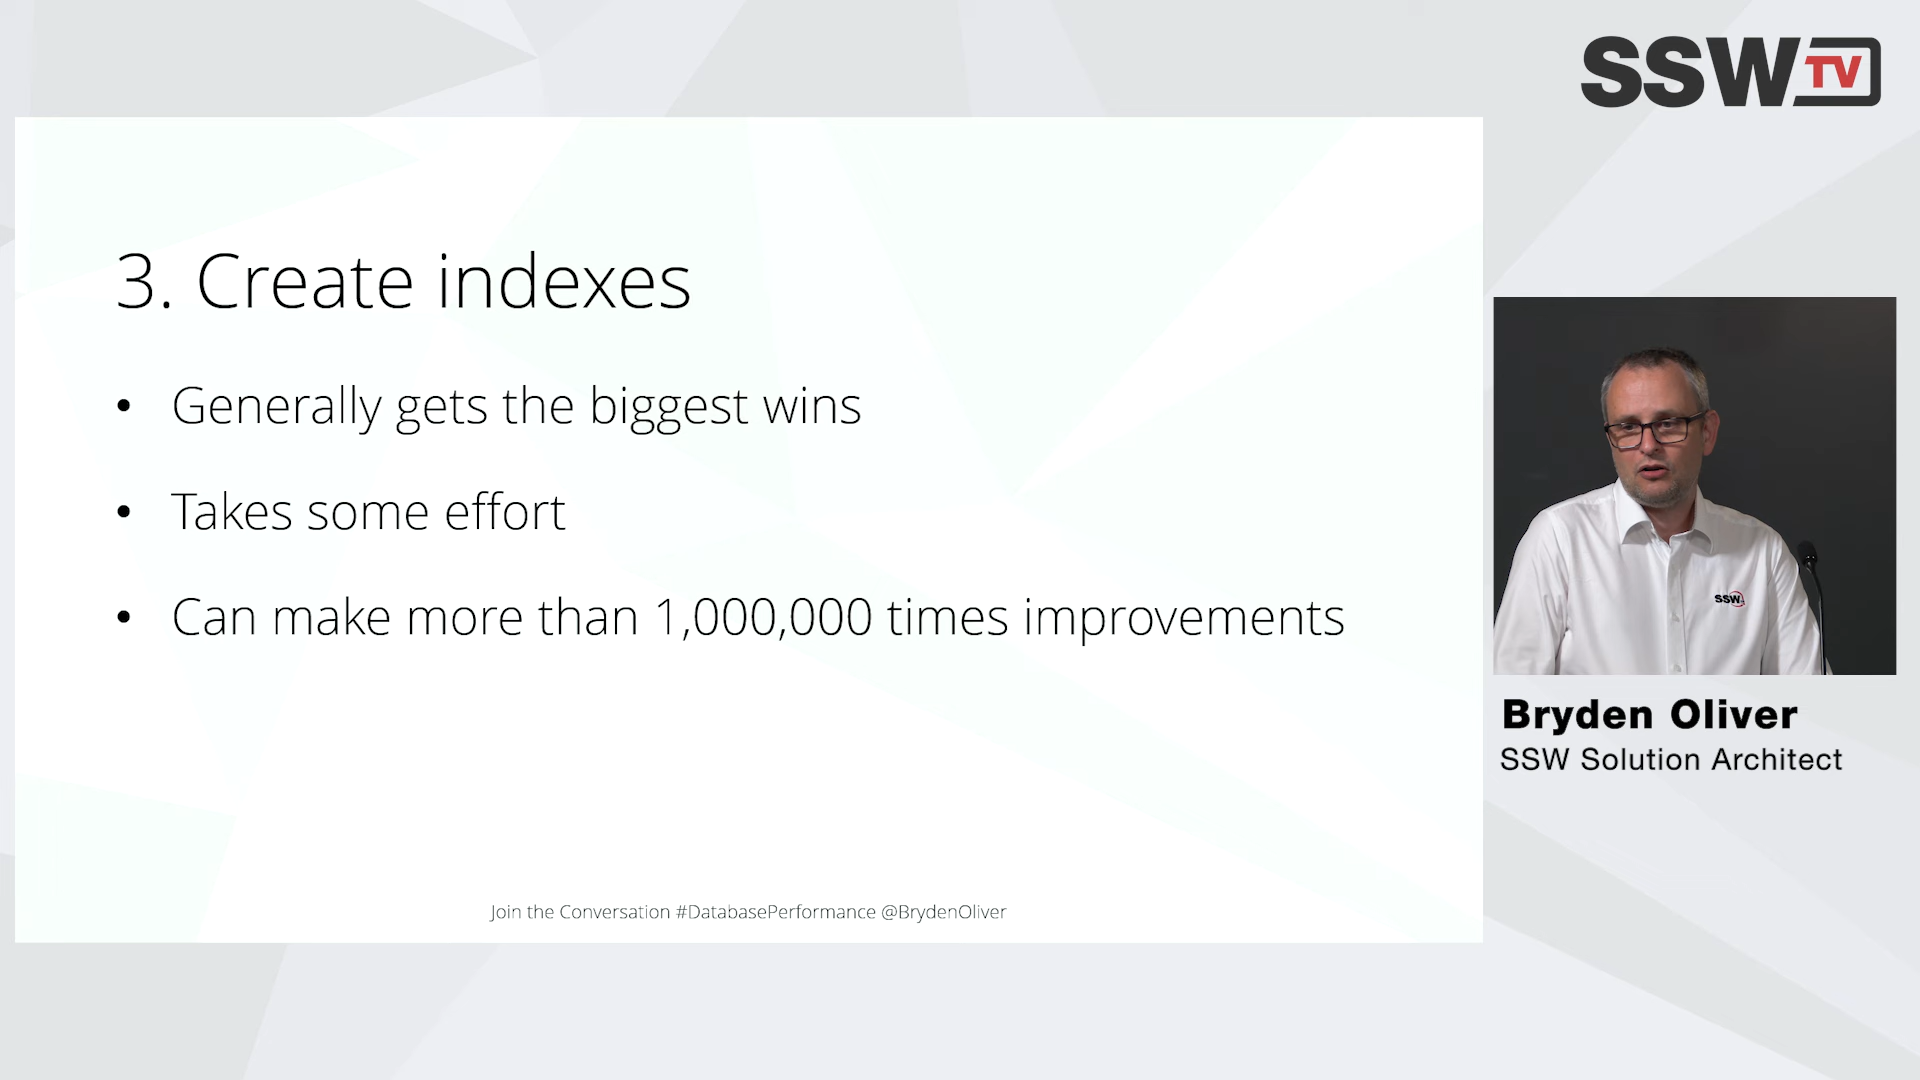 SSW TV
3. Create indexes
• Generally gets the biggest wins
• Takes some effort
• Can make more than 1,000,000 times improvements
Join the Conversation #DatabasePerformance @BrydenOliver
SSW
Bryden Oliver
SSW Solution Architect